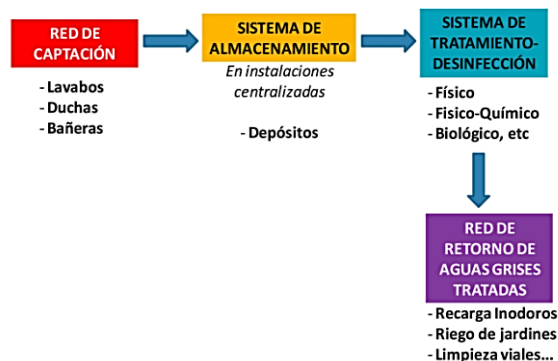 RED DE
CAPTACIÓN
- Lavabos
- Duchas
- Bañeras
SISTEMA DE
ALMACENAMIENTO
En instalaciones
centralizadas
- Depósitos
SISTEMA DE
TRATAMIENTO-
DESINFECCIÓN
- Físico
- Fisico-Químico
- Biológico, etc
RED DE
RETORNO DE
AGUAS GRISES
TRATADAS
- Recarga Inodoros
- Riego de jardines
- Limpieza viales...